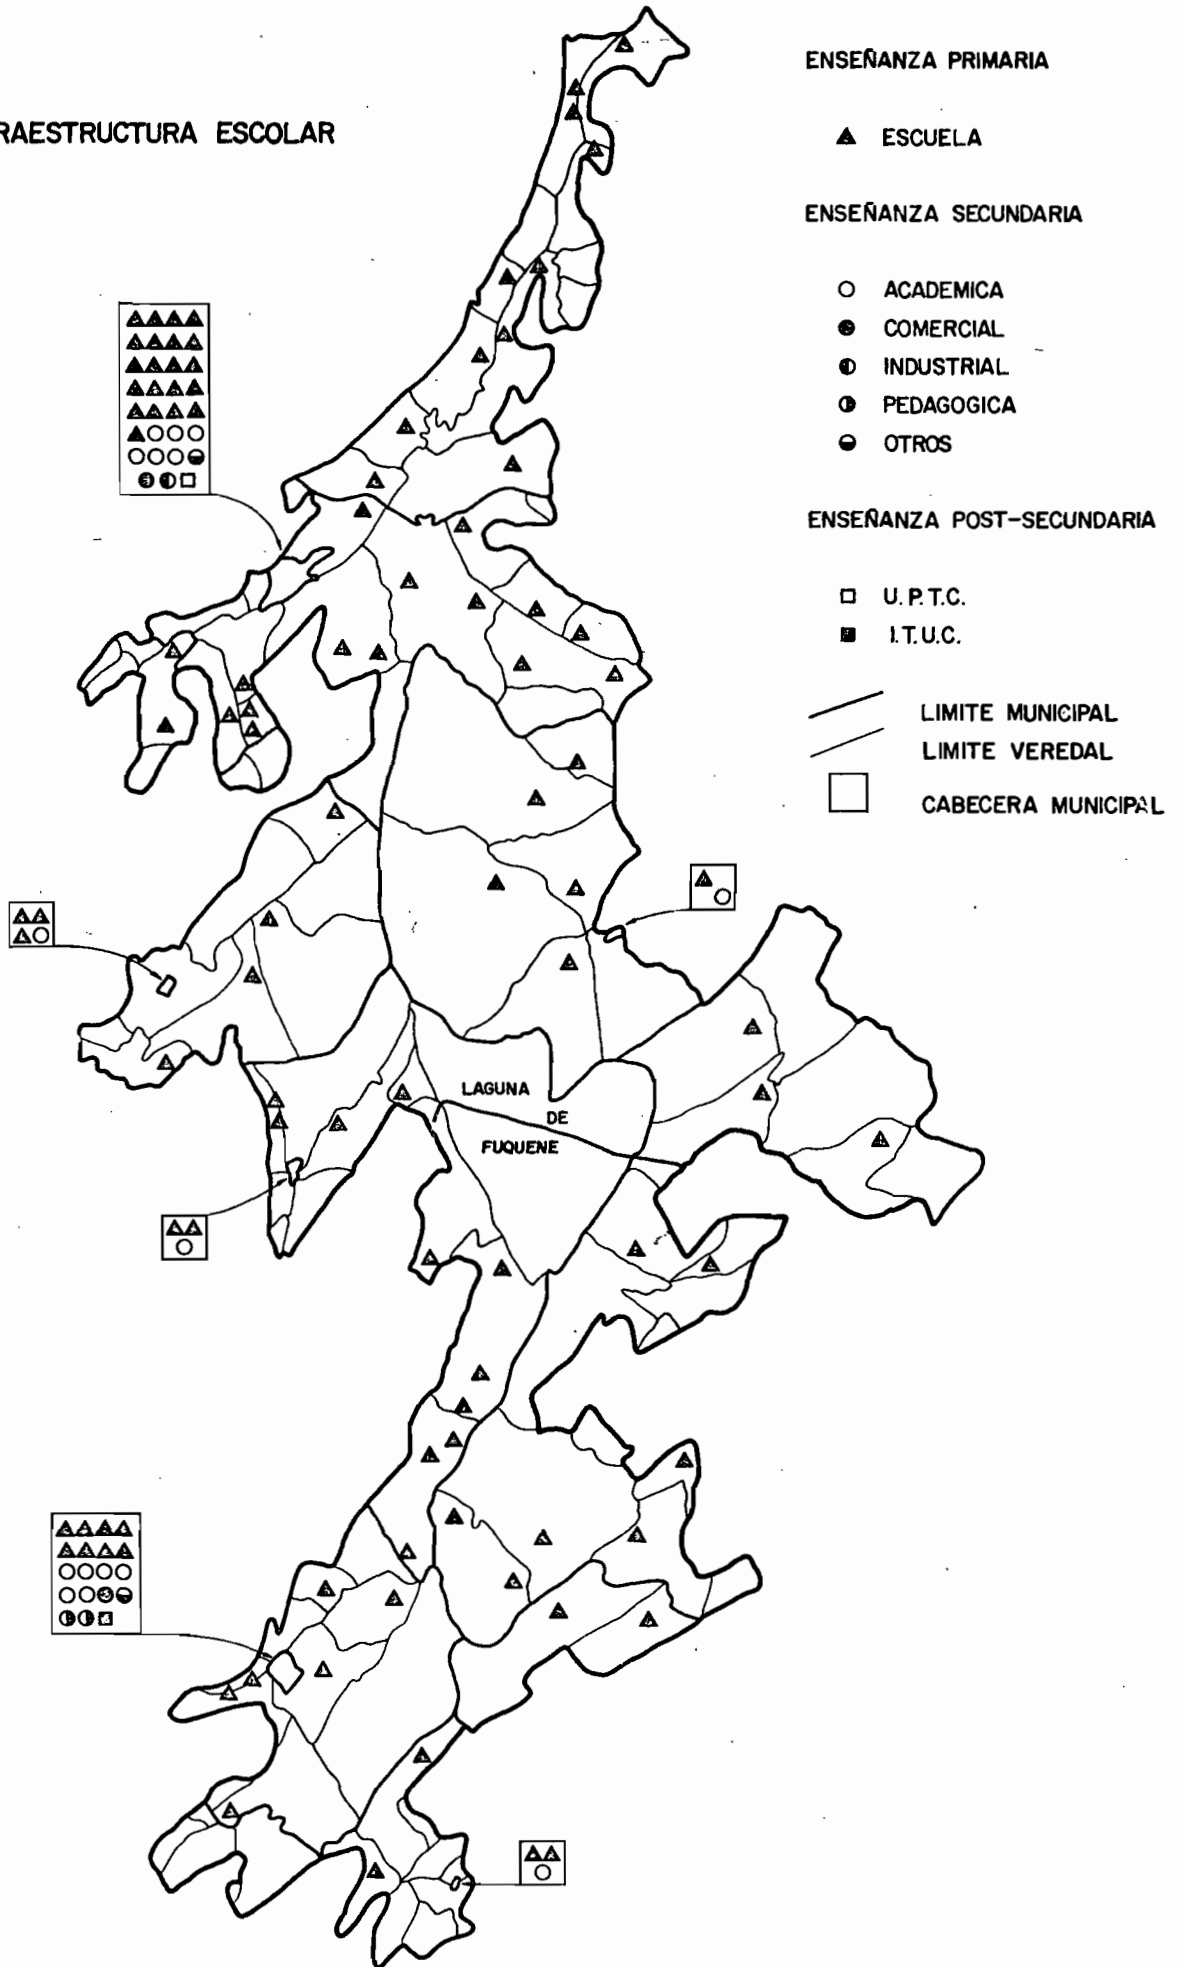 RAESTRUCTURA ESCOLAR
ENSEÑANZA PRIMARIA
ESCUELA
ENSEÑANZA SECUNDARIA
ACADEMICA
COMERCIAL
INDUSTRIAL
PEDAGOGICA
OTROS
ENSEÑANZA POST-SECUNDARIA
U.P.T.C.
I.T.U.C.
LIMITE MUNICIPAL
LIMITE VEREDAL
CABECERA MUNICIPAL
LAGUNA
DE
FUQUENE